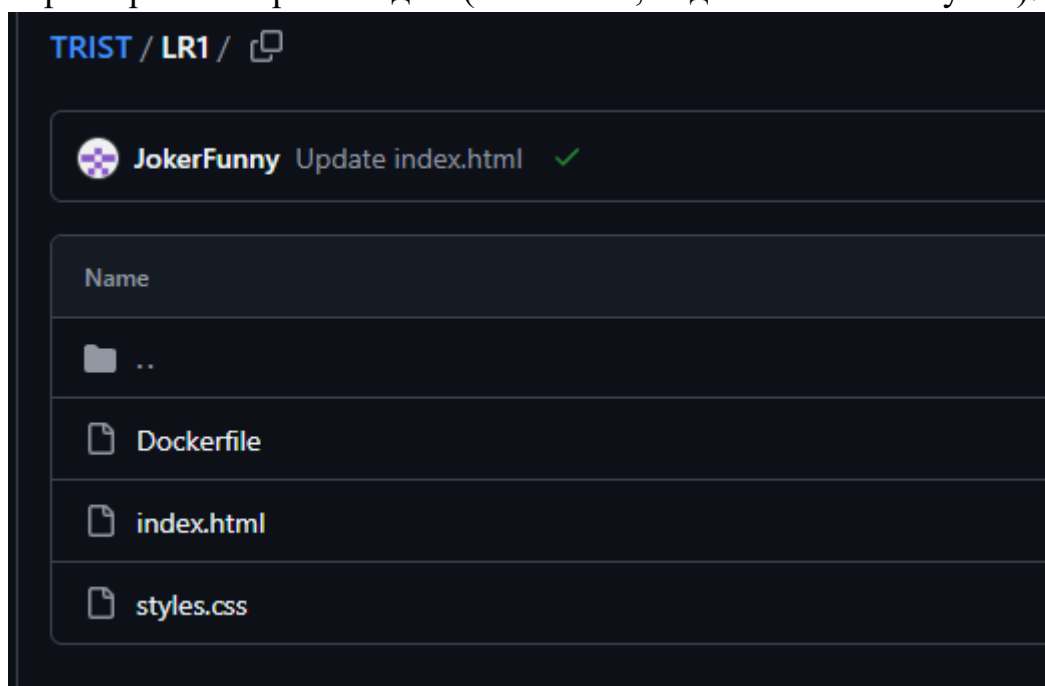 TRIST / LR1 /
JokerFunny Update index.html
Name
..
Dockerfile
index.html
styles.css